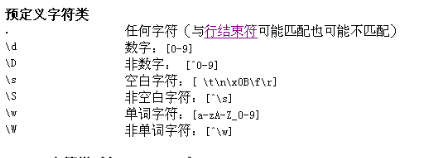 预定义字符类
. 任何字符（与行结束符可能匹配也可能不匹配）
\d 数字：[0-9]
\D 非数字： [^0-9]
\s 空白字符：[ \t\n\x0B\f\r]
\S 非空白字符：[^\s]
\w 单词字符：[a-zA-Z_0-9]
\W 非单词字符：[^\w]